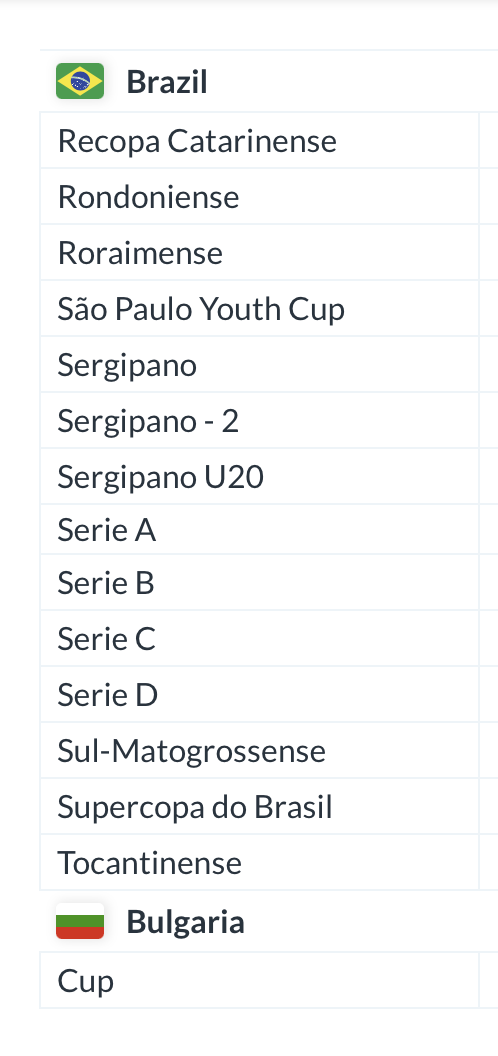 Brazil
Recopa Catarinense
Rondoniense
Roraimense
São Paulo Youth Cup
Sergipano
Sergipano - 2
Sergipano U20
Serie A
Serie B
Serie C
Serie D
Sul-Matogrossense
Supercopa do Brasil
Tocantinense
Bulgaria
Cup